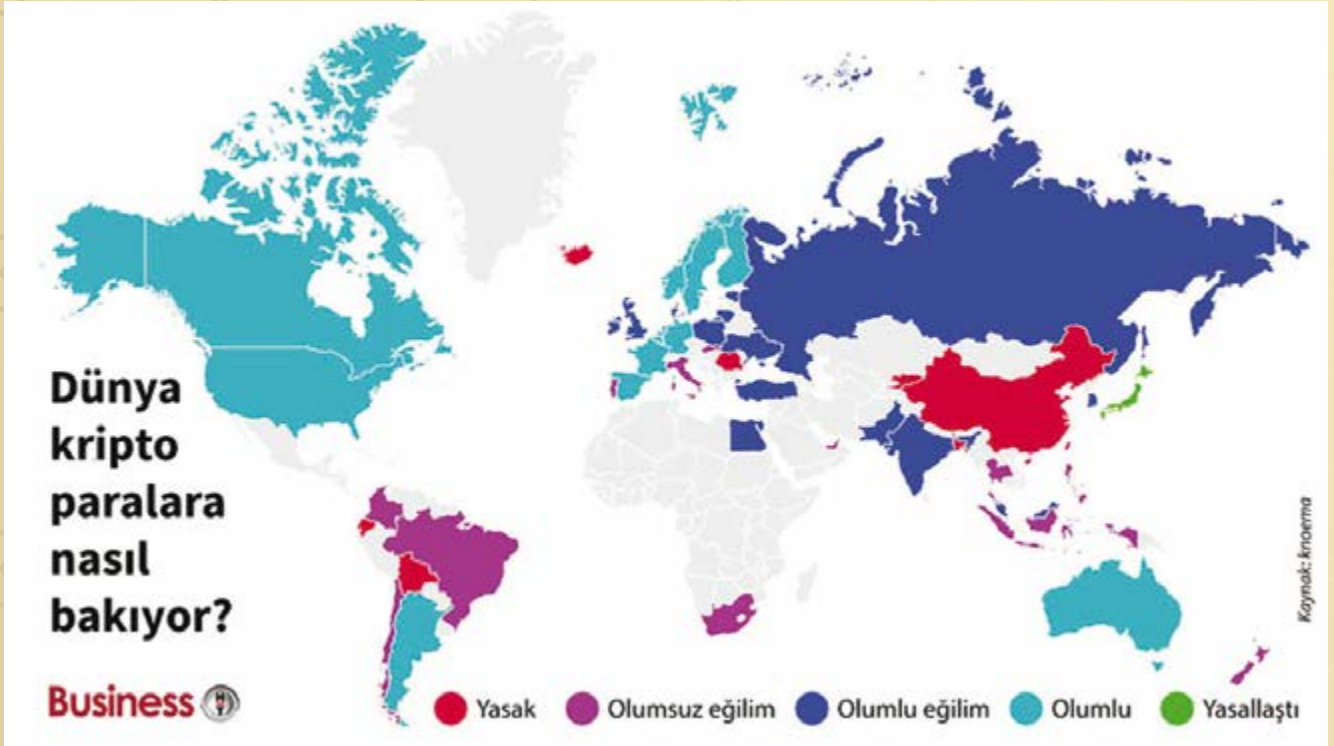 Dünya
kripto
paralara
nasıl
bakıyor?
Business
Yasak
Olumsuz eğilim
Olumlu eğilim
Olumlu
Yasallaştı
Kaynak: knoema